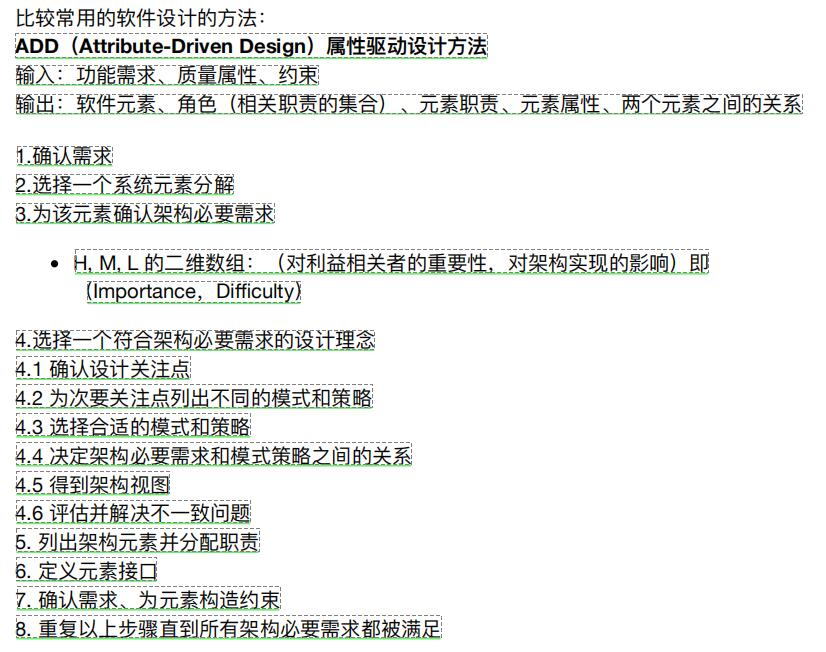 比较常用的软件设计的方法：
ADD（Attribute-Driven Design）属性驱动设计方法
输入：功能需求、质量属性、约束
输出：软件元素、角色（相关职责的集合）、元素职责、元素属性、两个元素之间的关系
1.确认需求
2.选择一个系统元素分解
3.为该元素确认架构必要需求
• H, M, L 的二维数组：（对利益相关者的重要性，对架构实现的影响）即
(Importance，Difficulty)
4.选择一个符合架构必要需求的设计理念
4.1 确认设计关注点
4.2 为次要关注点列出不同的模式和策略
4.3 选择合适的模式和策略
4.4 决定架构必要需求和模式策略之间的关系
4.5 得到架构视图
4.6 评估并解决不一致问题
5. 列出架构元素并分配职责
6. 定义元素接口
7. 确认需求、为元素构造约束
8. 重复以上步骤直到所有架构必要需求都被满足